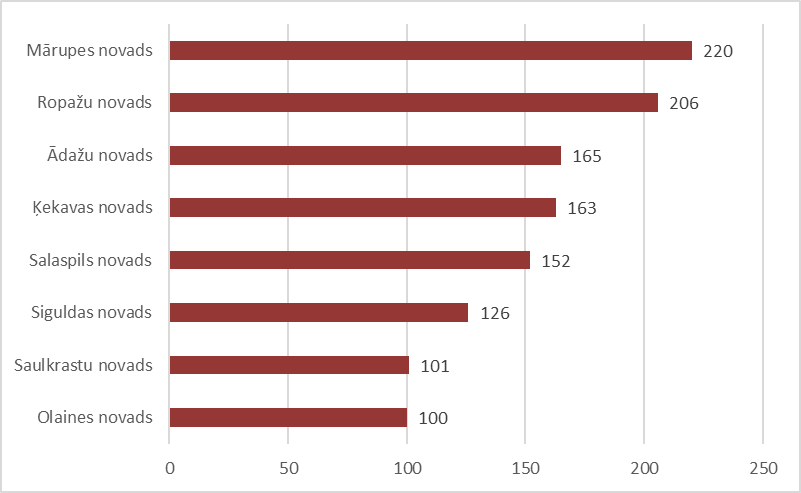 Mārupes novads 220
Ropažu novads 206
Ādažu novads 165
Ķekavas novads 163
Salaspils novads 152
Siguldas novads 126
Saulkrastu novads 101
Olaines novads 100
0 50 100 150 200 250